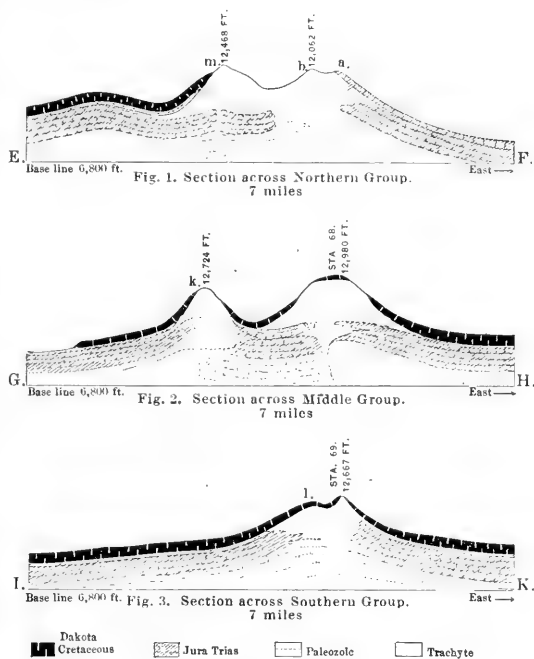 12,468 FT.
12,062 FT.
m.
b.
a.
E.
F.
Base line 6,800 ft.
East
Fig. 1. Section across Northern Group.
7 miles
12,724 FT.
STA. 68.
12,980 FT.
k.
G.
H.
Base line 6,800 ft.
East
Fig. 2. Section across Middle Group.
7 miles
STA. 69.
12,667 FT.
l.
I.
K.
Base line 6,800 ft.
East
Fig. 3. Section across Southern Group.
7 miles
Dakota
Cretaceous
Jura Trias
Paleozoic
Trachyte